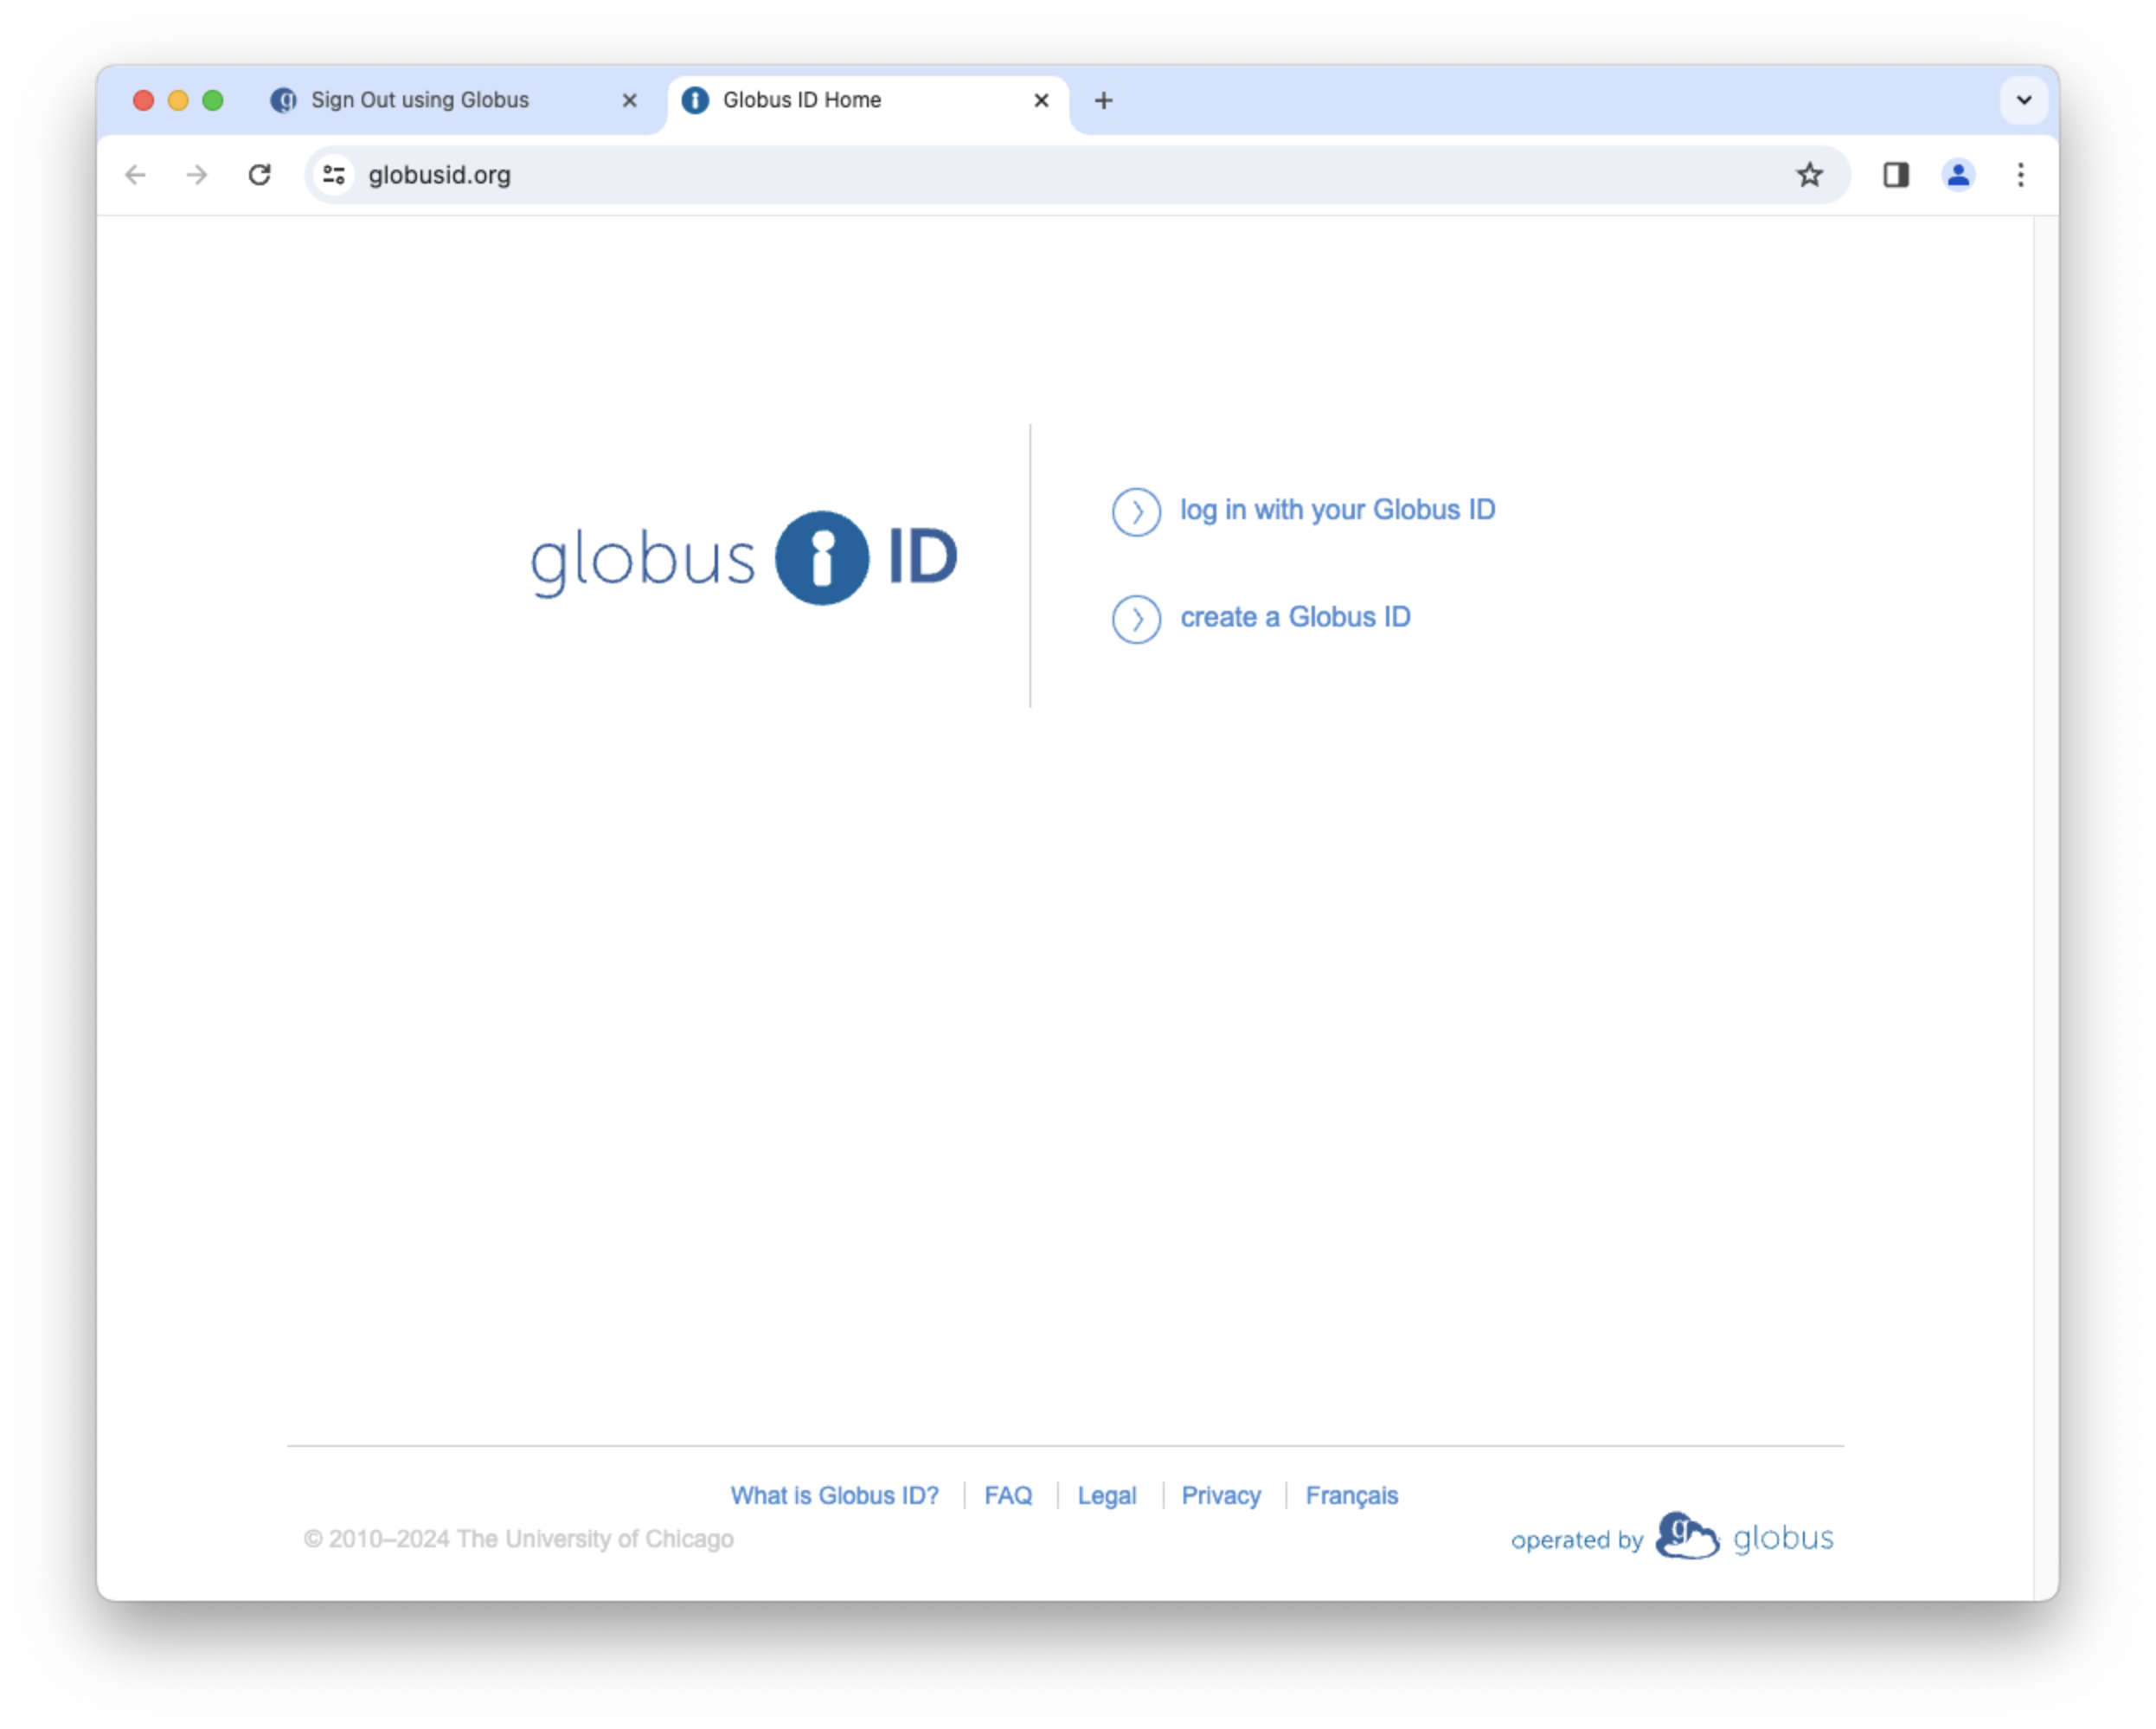 Sign Out using Globus
Globus ID Home
globusid.org
globus ID
log in with your Globus ID
create a Globus ID
What is Globus ID? FAQ Legal Privacy Français
© 2010–2024 The University of Chicago
operated by globus